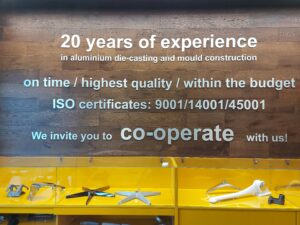 20 years of experience
in aluminium die-casting and mould construction
on time / highest quality / within the budget
ISO certificates: 9001/14001/45001
We invite you to co-operate with us!